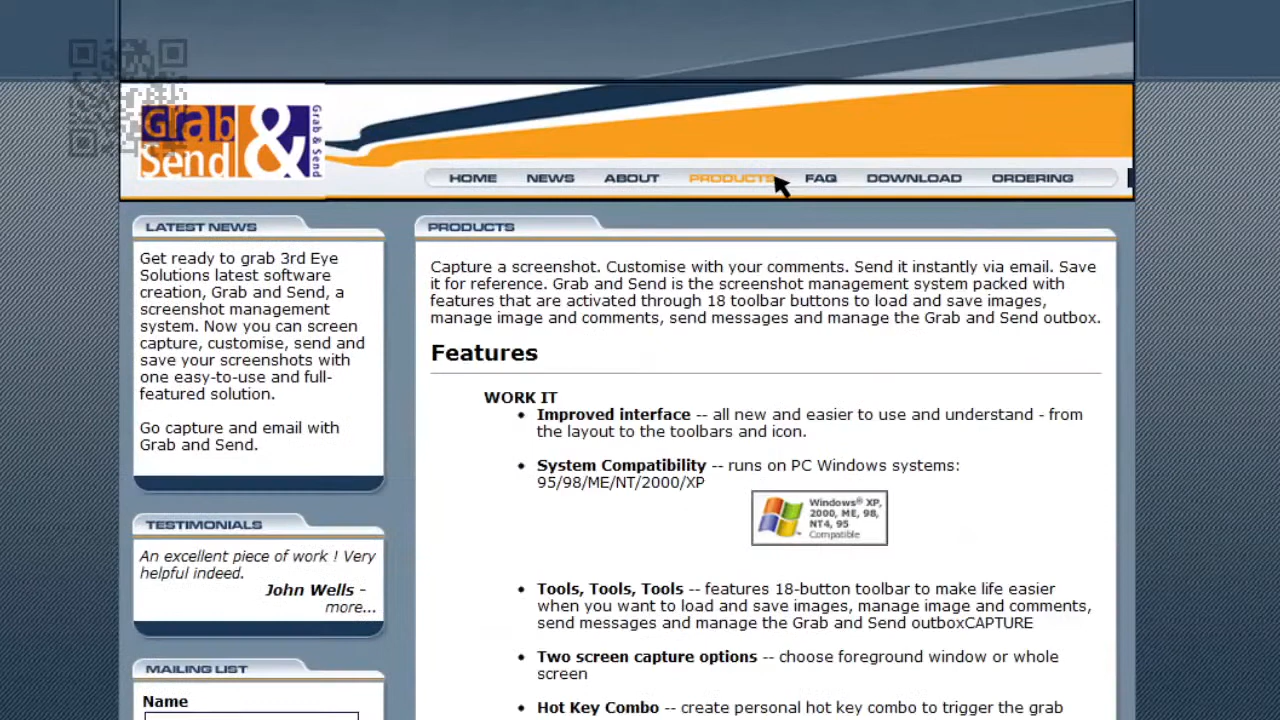 Grab
Send
&
Grab & Send
HOME NEWS ABOUT PRODUCTS FAQ DOWNLOAD ORDERING
LATEST NEWS
Get ready to grab 3rd Eye
Solutions latest software
creation, Grab and Send, a
screenshot management
system. Now you can screen
capture, customise, send and
save your screenshots with
one easy-to-use and full-
featured solution.
Go capture and email with
Grab and Send.
TESTIMONIALS
An excellent piece of work ! Very
helpful indeed.
John Wells -
more...
MAILING LIST
Name
PRODUCTS
Capture a screenshot. Customise with your comments. Send it instantly via email. Save
it for reference. Grab and Send is the screenshot management system packed with
features that are activated through 18 toolbar buttons to load and save images,
manage image and comments, send messages and manage the Grab and Send outbox.
Features
WORK IT
• Improved interface -- all new and easier to use and understand - from
the layout to the toolbars and icon.
• System Compatibility -- runs on PC Windows systems:
95/98/ME/NT/2000/XP
Windows® XP,
2000, ME, 98,
NT4, 95
Compatible
• Tools, Tools, Tools -- features 18-button toolbar to make life easier
when you want to load and save images, manage image and comments,
send messages and manage the Grab and Send outboxCAPTURE
• Two screen capture options -- choose foreground window or whole
screen
• Hot Key Combo -- create personal hot key combo to trigger the grab